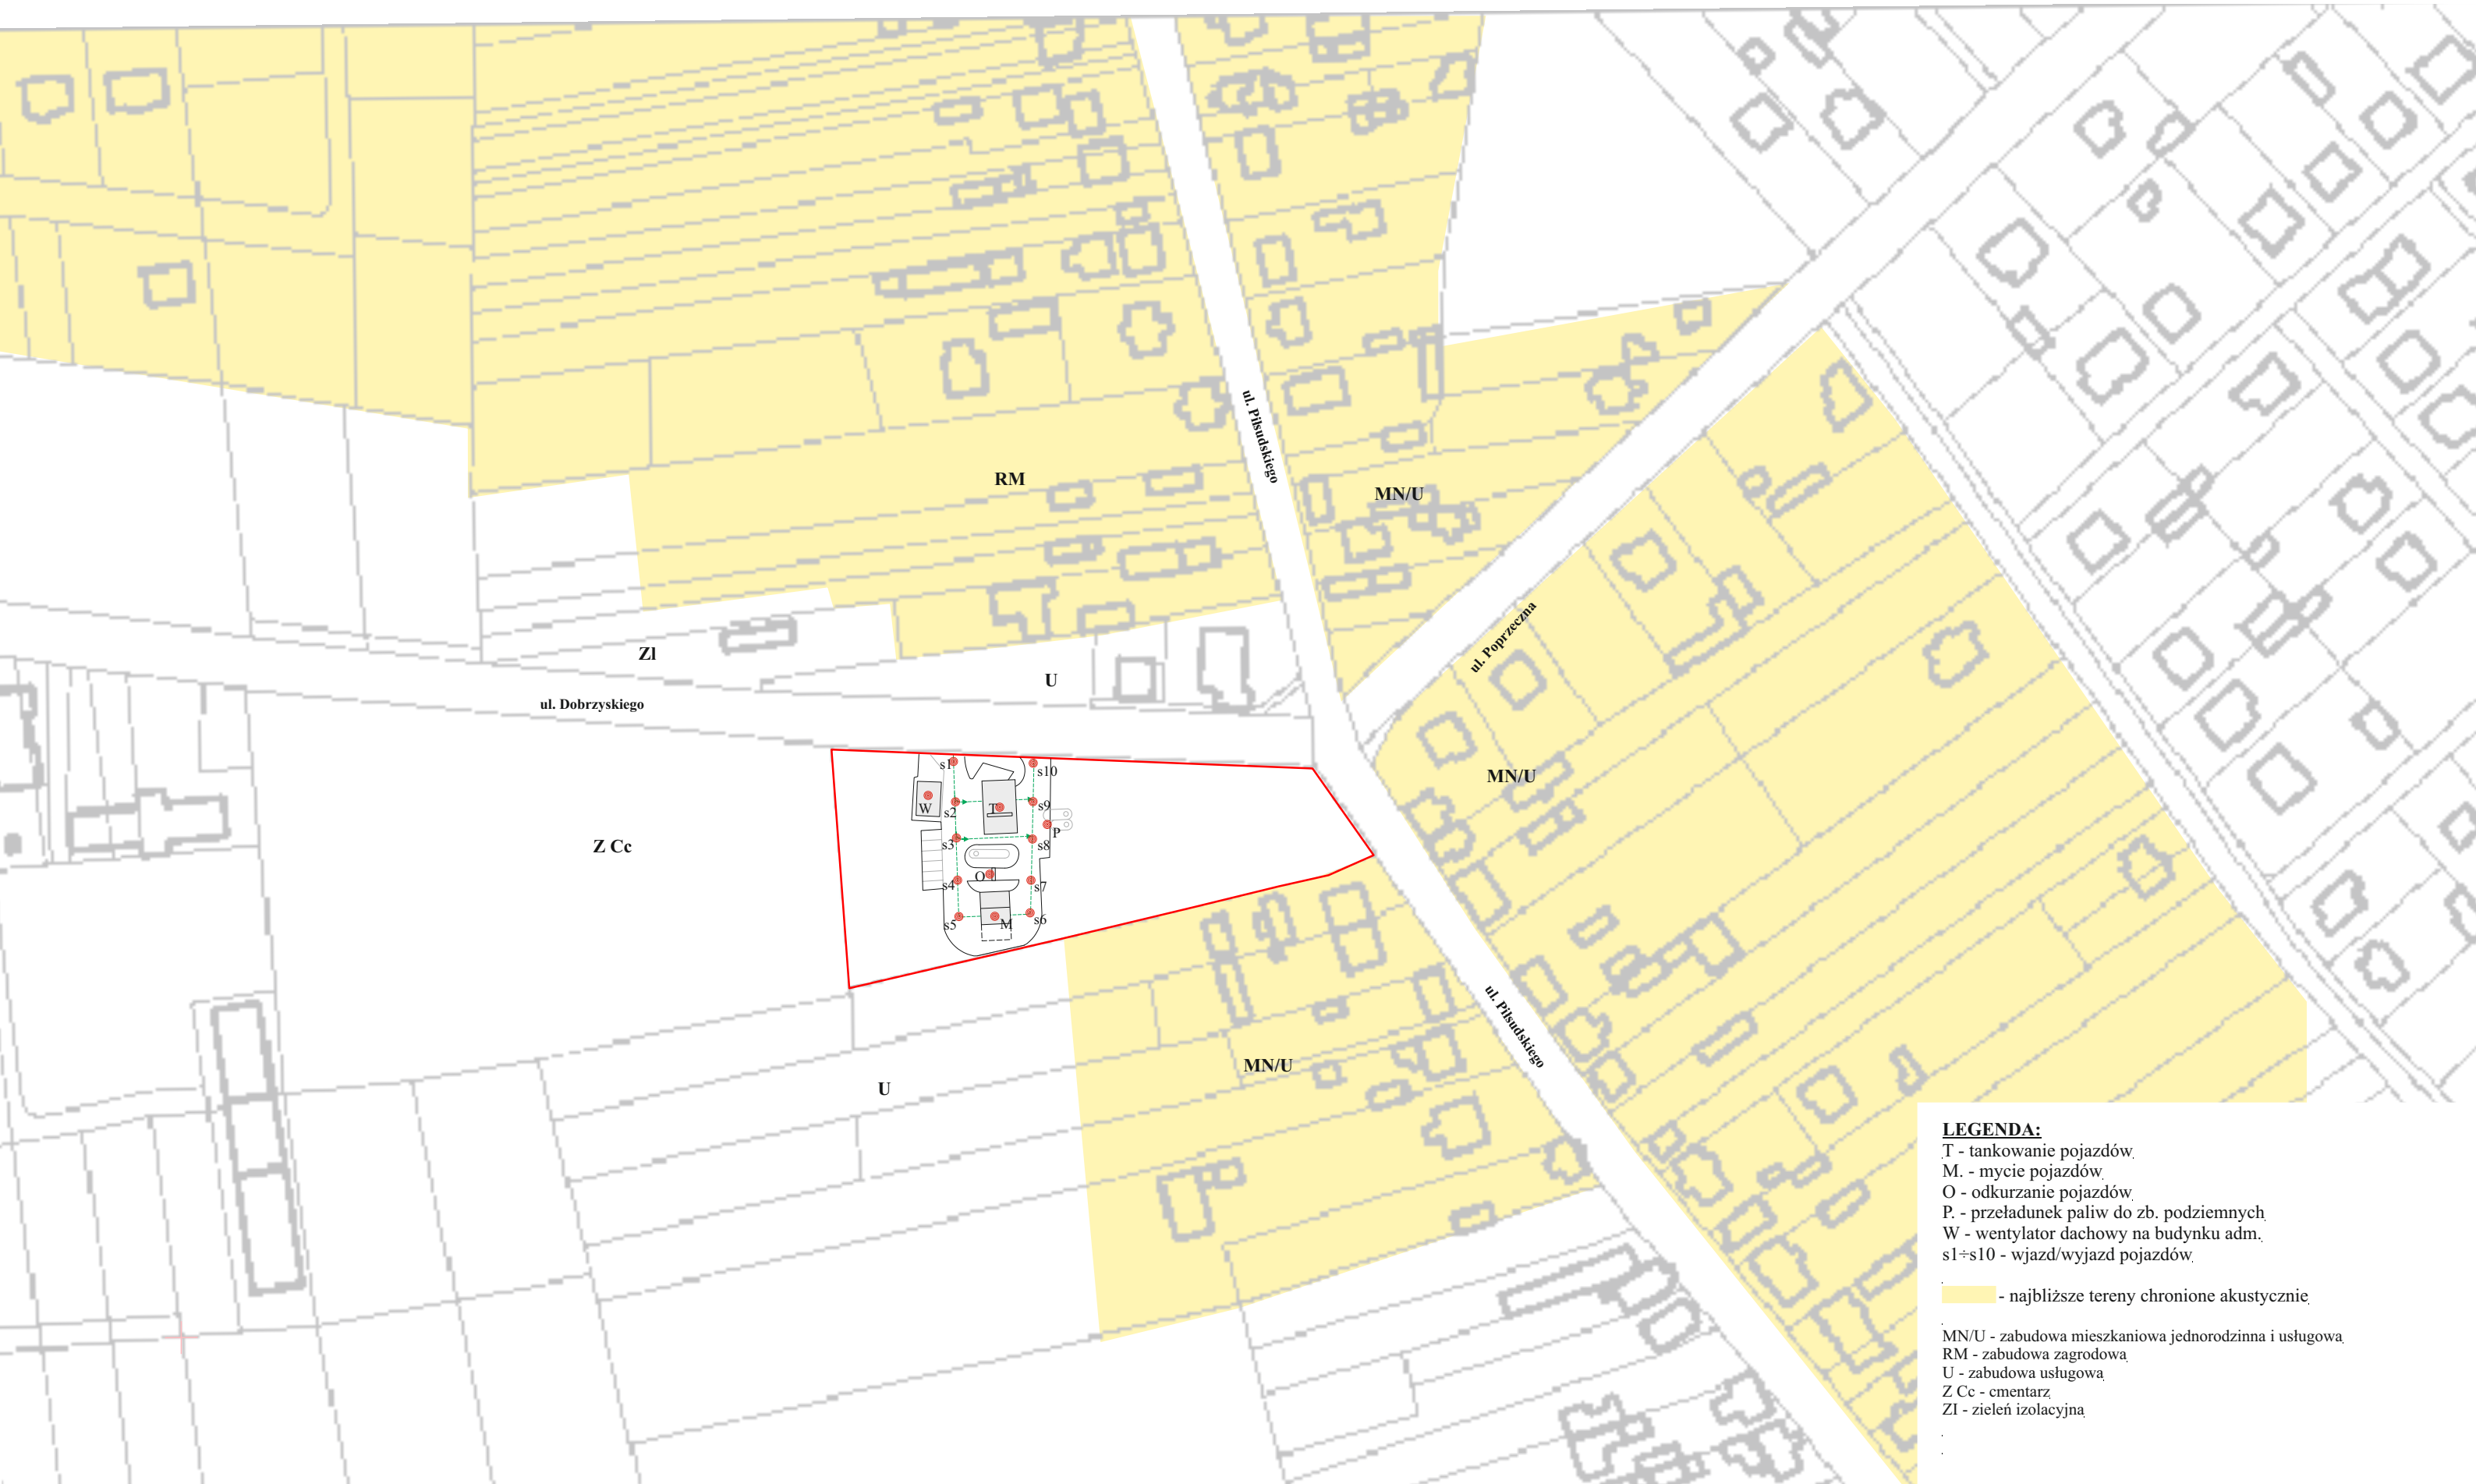 ul. Piłsudskiego
RM
MN/U
ul. Poprzeczna
Zl
U
ul. Dobrzyskiego
MN/U
s1
s10
W
s2
T
s9
P
s3
s8
Z Cc
O
s4
s7
s5
M
s6
ul. Piłsudskiego
MN/U
U
LEGENDA:
T - tankowanie pojazdów
M. - mycie pojazdów
O - odkurzanie pojazdów
P. - przeładunek paliw do zb. podziemnych
W - wentylator dachowy na budynku adm.
s1÷s10 - wjazd/wyjazd pojazdów
- najbliższe tereny chronione akustycznie
MN/U - zabudowa mieszkaniowa jednorodzinna i usługowa
RM - zabudowa zagrodowa
U - zabudowa usługowa
Z Cc - cmentarz
ZI - zieleń izolacyjna